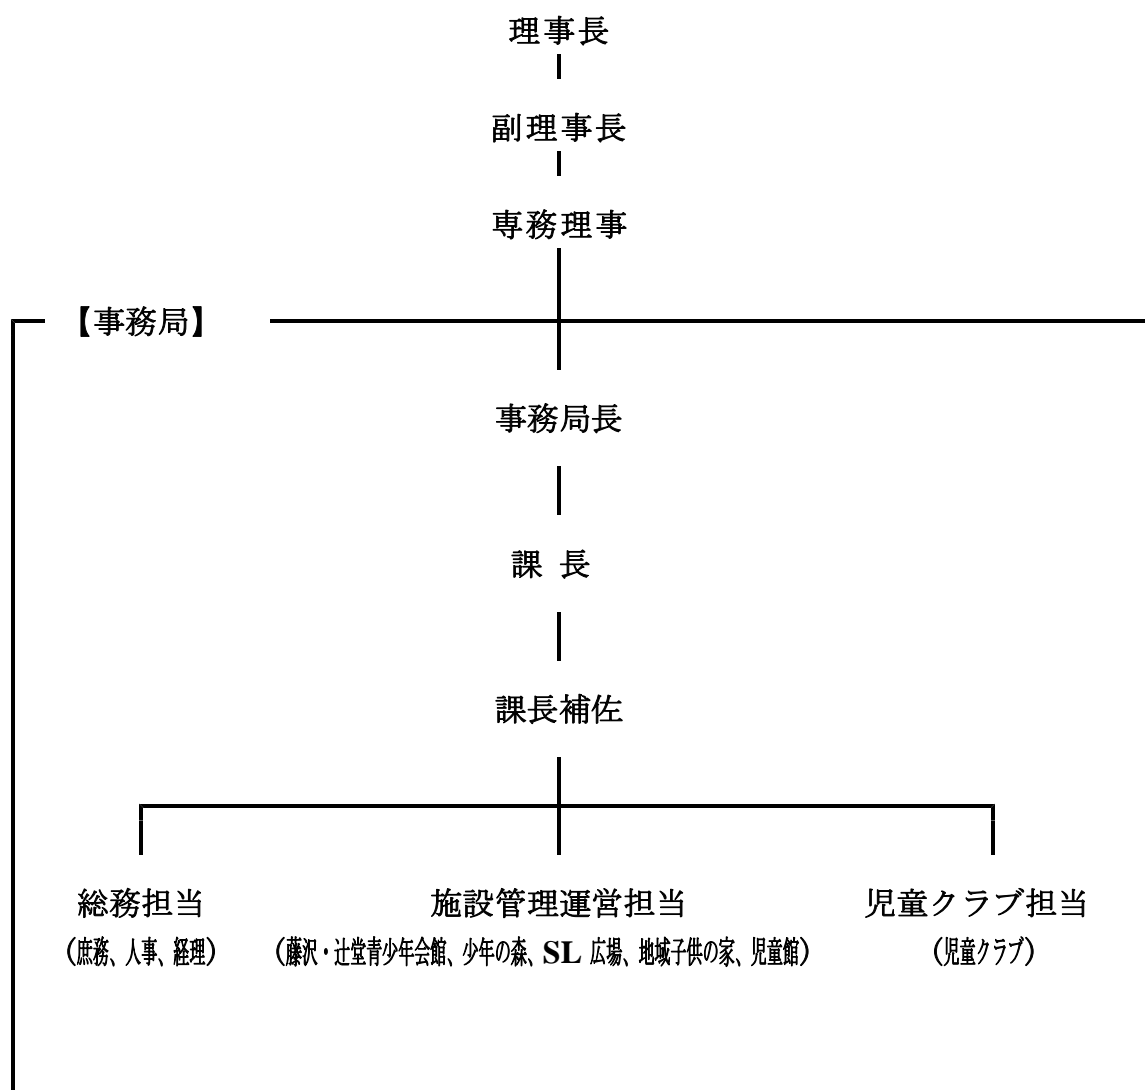 理事長
副理事長
専務理事
【事務局】
事務局長
課 長
課長補佐
総務担当 施設管理運営担当 児童クラブ担当
（庶務、人事、経理） （藤沢・辻堂青少年会館、少年の森、SL 広場、地域子供の家、児童館） （児童クラブ）